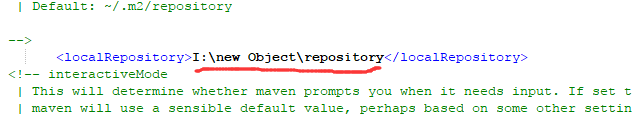 | Default: ~/.m2/repository
-->
<localRepository>I:\new Object\repository</localRepository>
<!-- interactiveMode
| This will determine whether maven prompts you when it needs input. If set t
| maven will use a sensible default value, perhaps based on some other settin